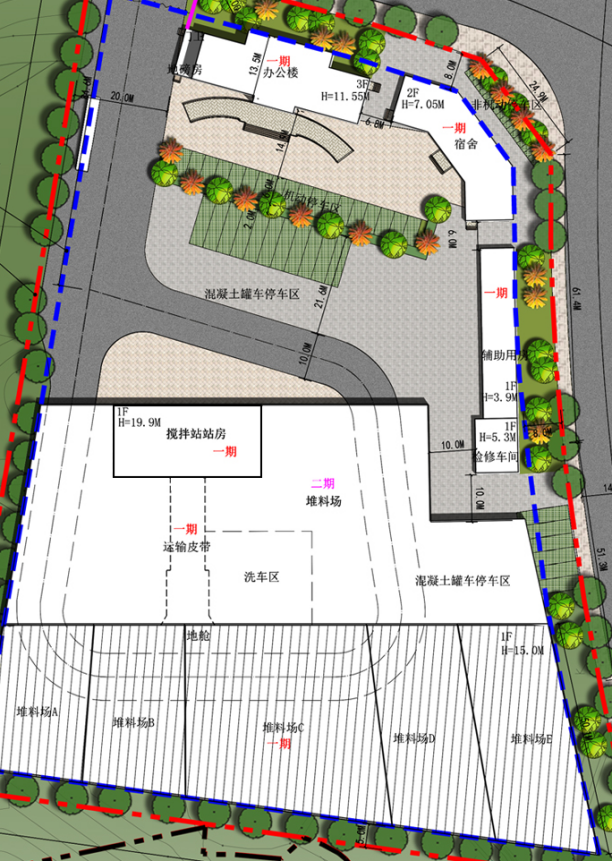 地磅房
13.5M
一期
办公楼
3F
H=11.55M
8.0M
2F
H=7.05M
24.9M
非机动停车区
一期
宿舍
20.0M
6.8M
机动停车区
2.0M
6.0M
混凝土罐车停车区
21.6M
一期
61.4M
10.0M
辅助用房
1F
H=3.9M
1F
H=19.9M
搅拌站站房
一期
1F
H=5.3M
检修车间
10.0M
二期
堆料场
10.0M
一期
运输皮带
洗车区
混凝土罐车停车区
51.9M
地舱
1F
H=15.0M
堆料场A
堆料场B
堆料场C
一期
堆料场D
堆料场E